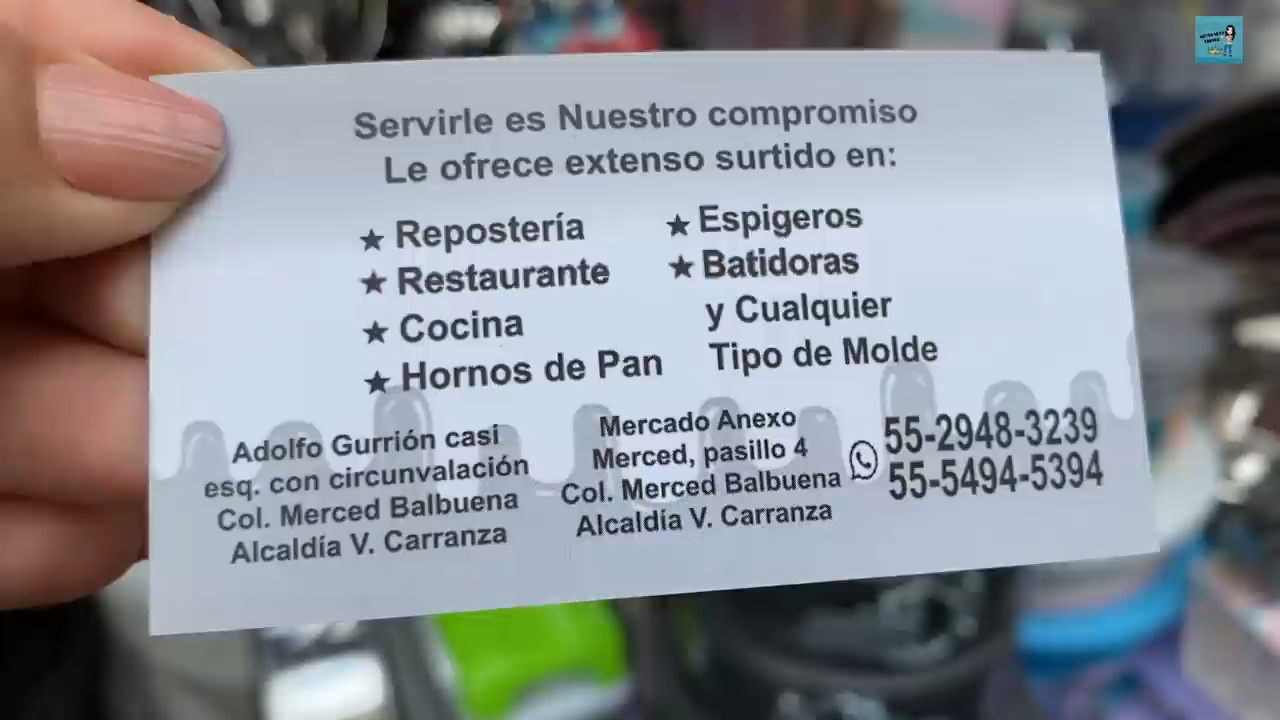 Servirle es Nuestro compromiso
Le ofrece extenso surtido en:
★ Repostería
★ Restaurante
★ Cocina
★ Hornos de Pan
★ Espigeros
★ Batidoras
y Cualquier
Tipo de Molde
Adolfo Gurrión casi
esq. con circunvalación
Col. Merced Balbuena
Alcaldía V. Carranza
Mercado Anexo
Merced, pasillo 4
Col. Merced Balbuena
Alcaldía V. Carranza
55-2948-3239
55-5494-5394